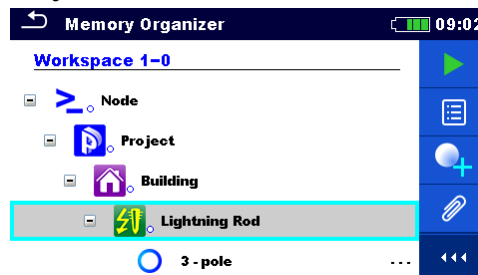 Memory Organizer 09:02
Workspace 1-0
Node
Project
Building
Lightning Rod
3 - pole ...